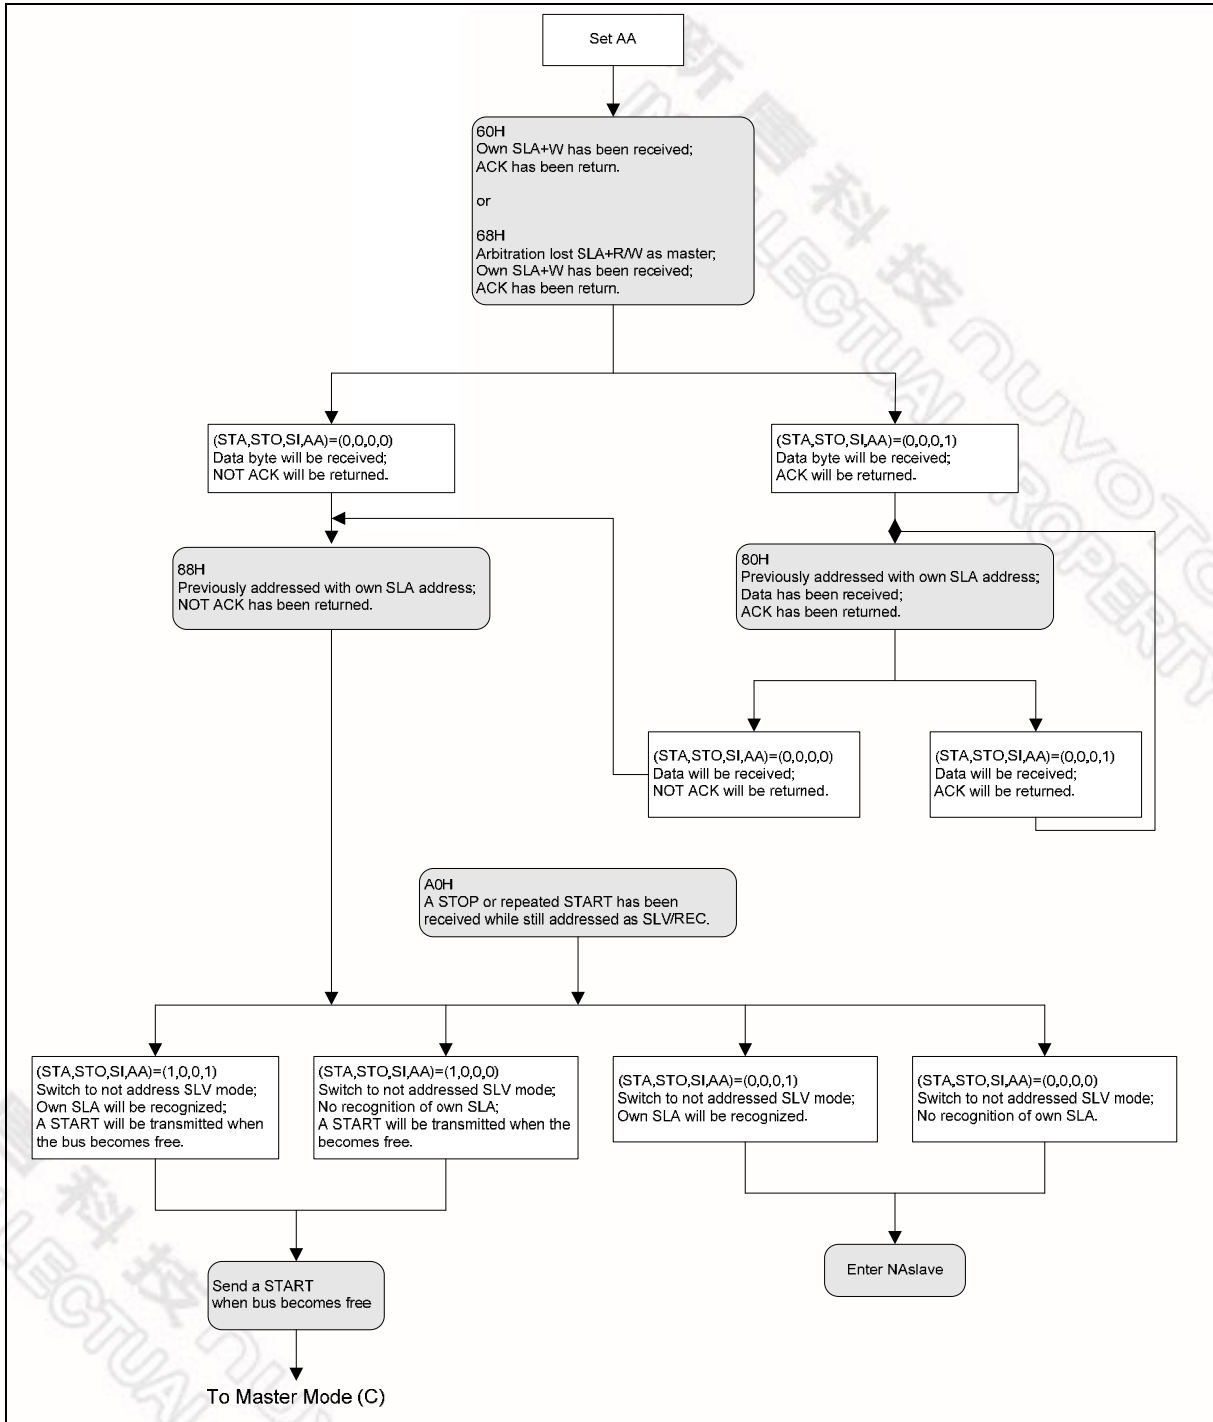 Set AA
60H
Own SLA+W has been received;
ACK has been return.
or
68H
Arbitration lost SLA+R/W as master;
Own SLA+W has been received;
ACK has been return.
(STA,STO,SI,AA)=(0,0,0,0)
Data byte will be received;
NOT ACK will be returned.
(STA,STO,SI,AA)=(0,0,0,1)
Data byte will be received;
ACK will be returned.
88H
Previously addressed with own SLA address;
NOT ACK has been returned.
80H
Previously addressed with own SLA address;
Data has been received;
ACK has been returned.
(STA,STO,SI,AA)=(0,0,0,0)
Data will be received;
NOT ACK will be returned.
(STA,STO,SI,AA)=(0,0,0,1)
Data will be received;
ACK will be returned.
A0H
A STOP or repeated START has been
received while still addressed as SLV/REC.
(STA,STO,SI,AA)=(1,0,0,1)
Switch to not address SLV mode;
Own SLA will be recognized;
A START will be transmitted when
the bus becomes free.
(STA,STO,SI,AA)=(1,0,0,0)
Switch to not addressed SLV mode;
No recognition of own SLA;
A START will be transmitted when the
becomes free.
(STA,STO,SI,AA)=(0,0,0,1)
Switch to not addressed SLV mode;
Own SLA will be recognized.
(STA,STO,SI,AA)=(0,0,0,0)
Switch to not addressed SLV mode;
No recognition of own SLA.
Send a START
when bus becomes free
Enter NAslave
To Master Mode (C)
新唐科技 nuvoto
INTELLECTUAL PROPERTY
唐科技 nuv
LLECTUAL